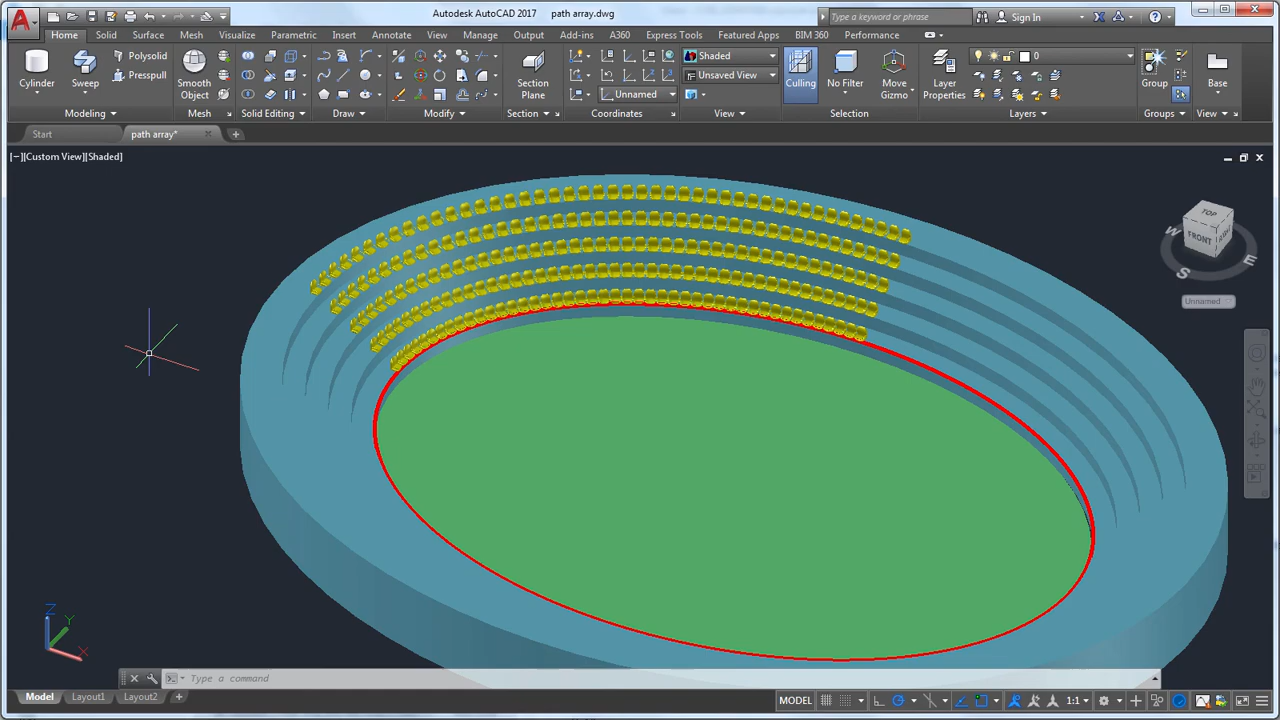 Autodesk AutoCAD 2017 path array.dwg
Type a keyword or phrase
Sign In
Home Solid Surface Mesh Visualize Parametric Insert Annotate View Manage Output Add-ins A360 Express Tools Featured Apps BIM 360 Performance
Cylinder
Sweep
Polysolid
Presspull
Smooth
Object
Section
Plane
Unnamed
Shaded
Unsaved View
Culling
No Filter
Move
Gizmo
Layer
Properties
0
Group
Base
Modeling
Mesh
Solid Editing
Draw
Modify
Section
Coordinates
View
Selection
Layers
Groups
View
Start
path array*
[−][Custom View][Shaded]
TOP
FRONT
W
S
E
Unnamed
Z
Y
X
Type a command
Model Layout1 Layout2
MODEL
1:1